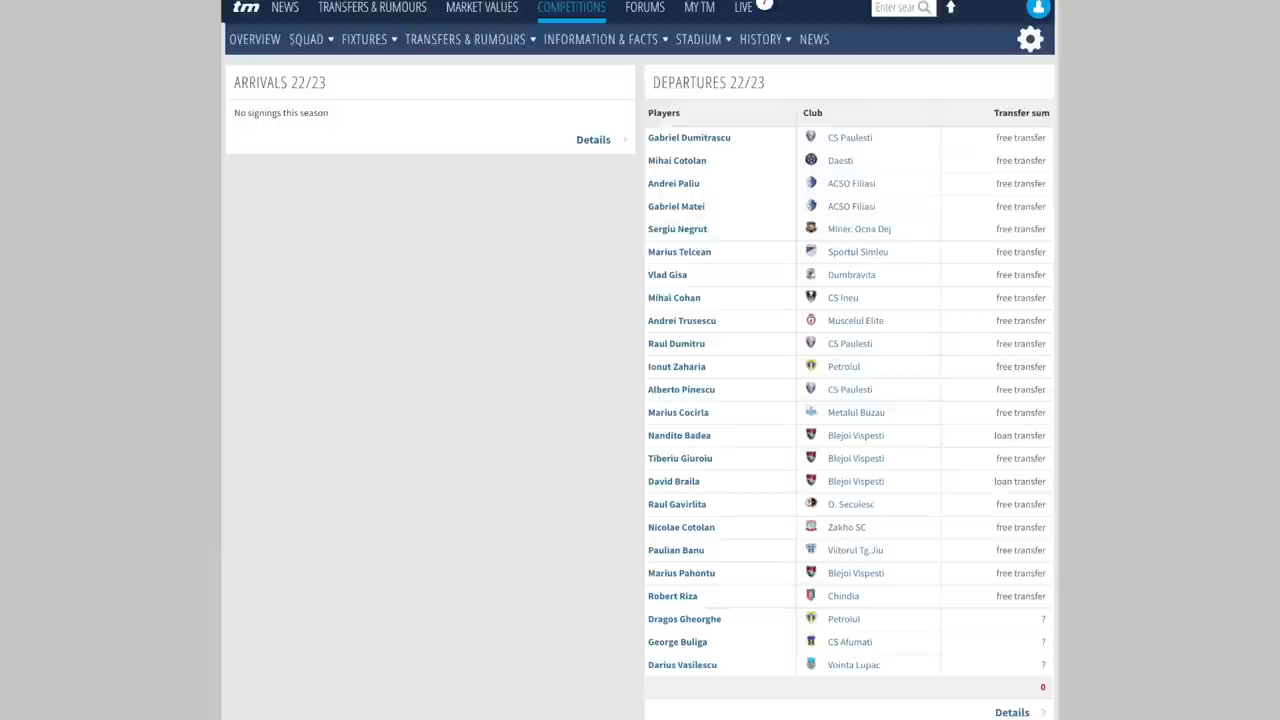 tm NEWS TRANSFERS & RUMOURS MARKET VALUES COMPETITIONS FORUMS MY TM LIVE 7 Enter sear
OVERVIEW SQUAD FIXTURES TRANSFERS & RUMOURS INFORMATION & FACTS STADIUM HISTORY NEWS
ARRIVALS 22/23
No signings this season
Details
DEPARTURES 22/23
Players Club Transfer sum
Gabriel Dumitrascu CS Paulesti free transfer
Mihai Cotolan Daesti free transfer
Andrei Paliu ACSO Filiasi free transfer
Gabriel Matei ACSO Filiasi free transfer
Sergiu Negrut Miner. Ocna Dej free transfer
Marius Telcean Sportul Simleu free transfer
Vlad Gisa Dumbravita free transfer
Mihai Cohan CS Ineu free transfer
Andrei Trusescu Muscelul Elite free transfer
Raul Dumitru CS Paulesti free transfer
Ionut Zaharia Petrolul free transfer
Alberto Pinescu CS Paulesti free transfer
Marius Cocirla Metalul Buzau free transfer
Nandito Badea Blejoi Vispesti loan transfer
Tiberiu Giuroiu Blejoi Vispesti free transfer
David Braila Blejoi Vispesti loan transfer
Raul Gavirlita O. Secuiesc free transfer
Nicolae Cotolan Zakho SC free transfer
Paulian Banu Viitorul Tg.Jiu free transfer
Marius Pahontu Blejoi Vispesti free transfer
Robert Riza Chindia free transfer
Dragos Gheorghe Petrolul ?
George Buliga CS Afumati ?
Darius Vasilescu Vointa Lupac ?
0
Details